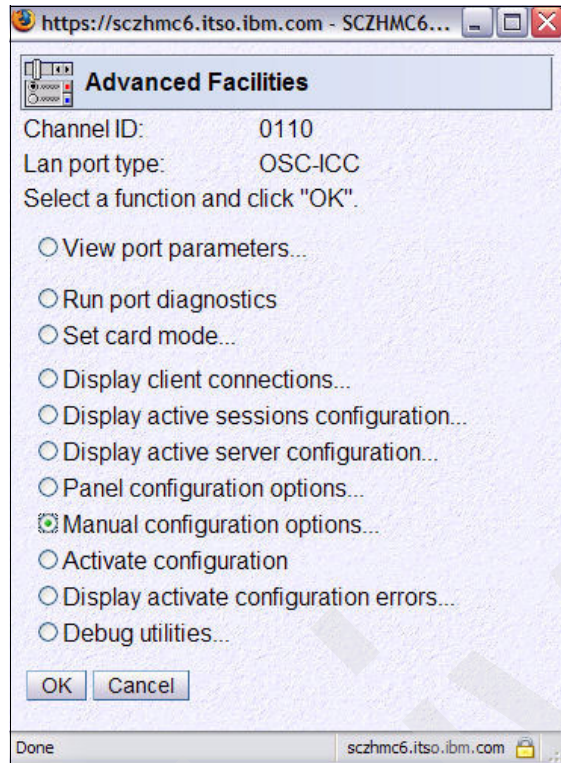 https://sczhmc6.itso.ibm.com - SCZHMC6...
Advanced Facilities
Channel ID: 0110
Lan port type: OSC-ICC
Select a function and click "OK".
View port parameters...
Run port diagnostics
Set card mode...
Display client connections...
Display active sessions configuration...
Display active server configuration...
Panel configuration options...
Manual configuration options...
Activate configuration
Display activate configuration errors...
Debug utilities...
OK Cancel
Done sczhmc6.itso.ibm.com